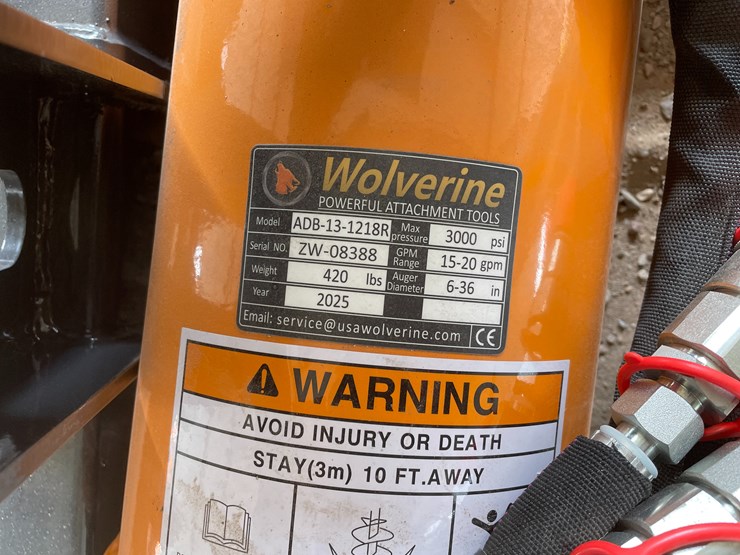 Wolverine
POWERFUL ATTACHMENT TOOLS
Model ADB-13-1218R Max pressure 3000 psi
Serial NO. ZW-08388 GPM Range 15-20 gpm
Weight 420 lbs Auger Diameter 6-36 in
Year 2025
Email: service@usawolverine.com CE
WARNING
AVOID INJURY OR DEATH
STAY(3m) 10 FT.AWAY